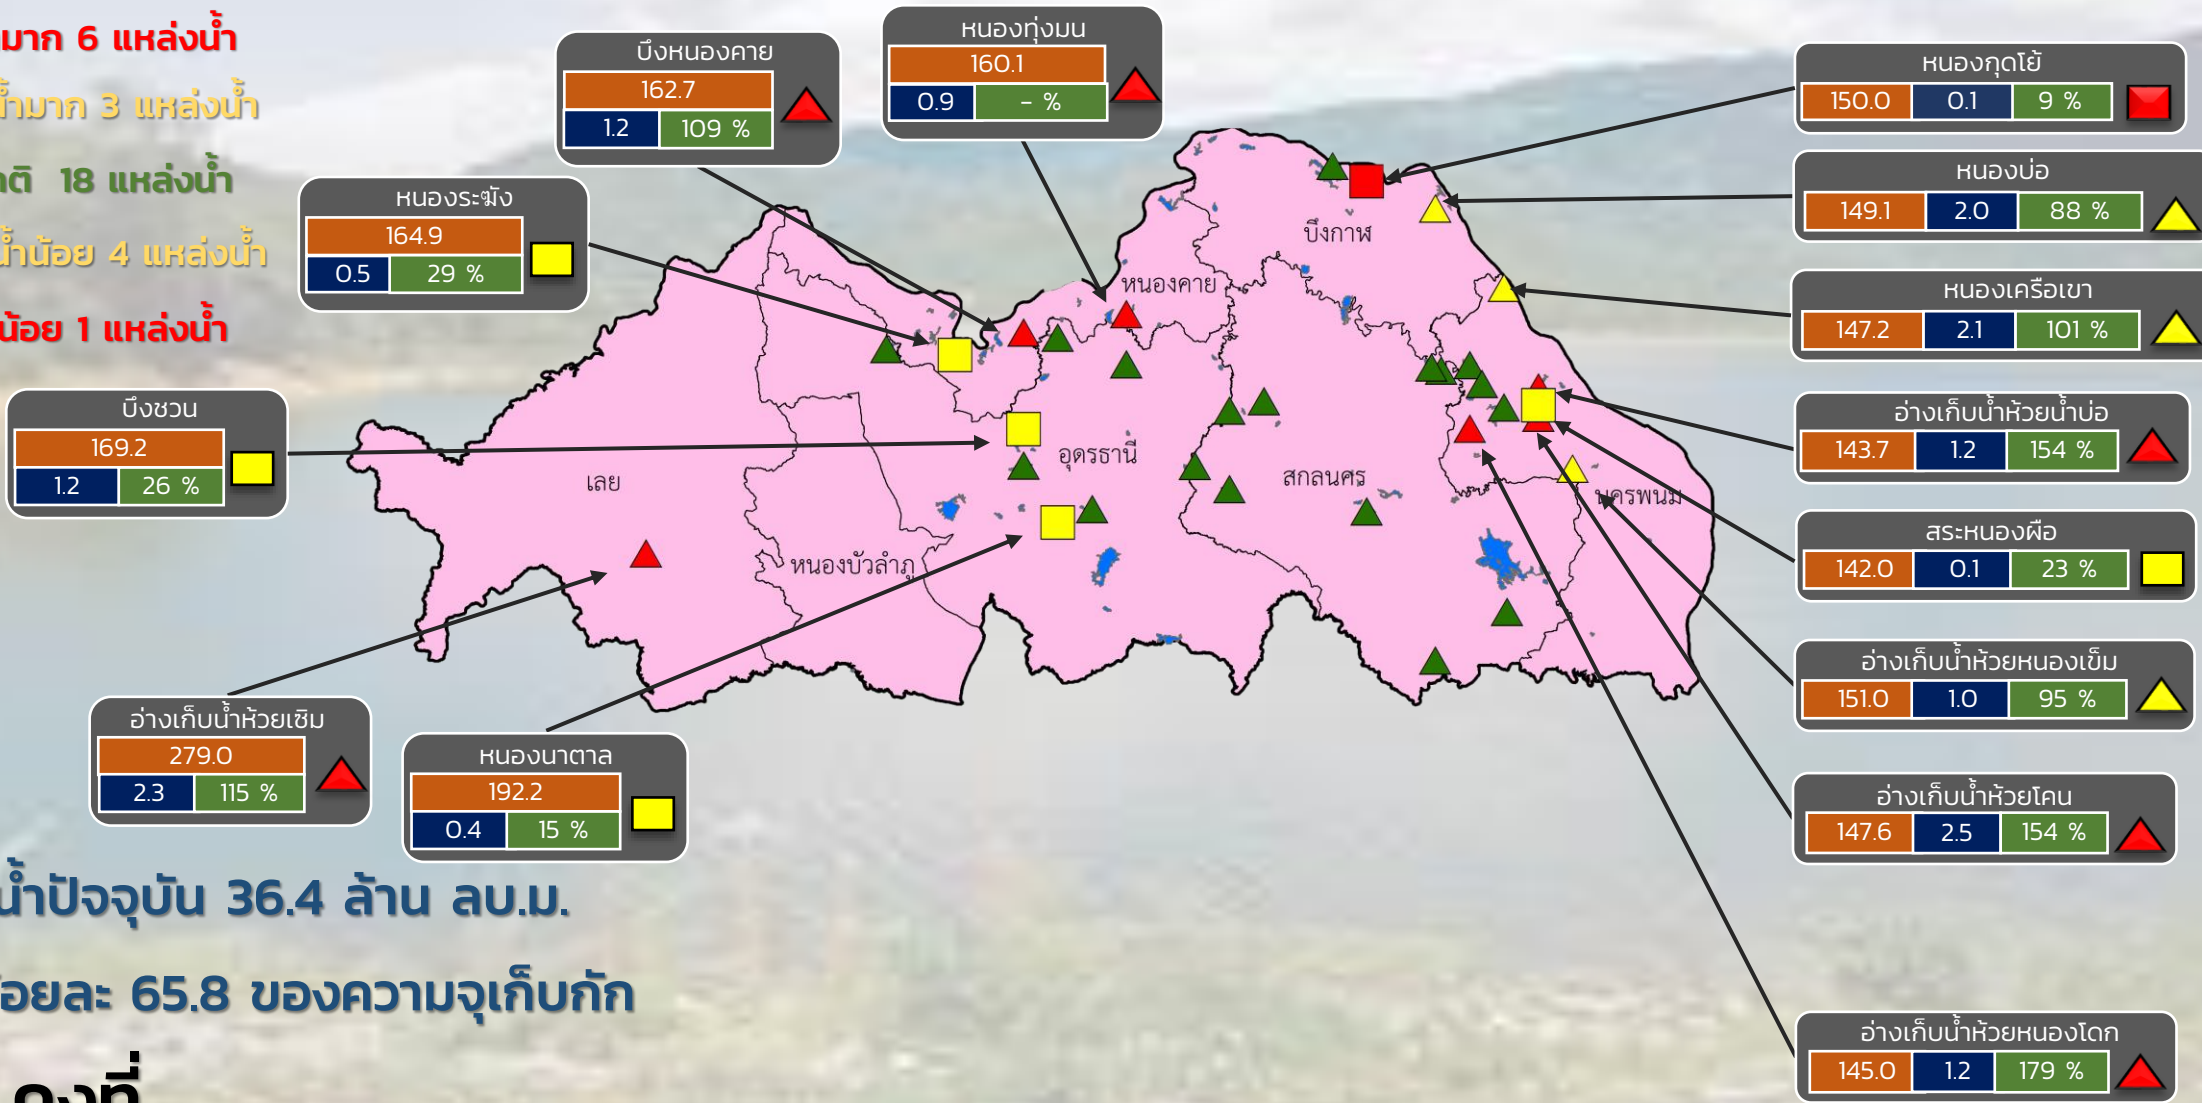 มาก 6 แหล่งน้ำ
น้ำมาก 3 แหล่งน้ำ
18 แหล่งน้ำ
น้ำน้อย 4 แหล่งน้ำ
น้อย 1 แหล่งน้ำ
บึงหนองคาย
162.7
1.2 109 %
หนองทุ่งมน
160.1
0.9 - %
หนองระฆัง
164.9
0.5 29 %
บึงชวน
169.2
1.2 26 %
อ่างเก็บน้ำห้วยเซิม
279.0
2.3 115 %
หนองนาตาล
192.2
0.4 15 %
บึงกาฬ
หนองคาย
อุดรธานี
เลย
สกลนคร
นครพนม
หนองบัวลำภู
หนองกุดโย้
150.0 0.1 9 %
หนองบ่อ
149.1 2.0 88 %
หนองเครือเขา
147.2 2.1 101 %
อ่างเก็บน้ำห้วยน้ำบ่อ
143.7 1.2 154 %
สระหนองผือ
142.0 0.1 23 %
อ่างเก็บน้ำห้วยหนองเข็ม
151.0 1.0 95 %
อ่างเก็บน้ำห้วยโคน
147.6 2.5 154 %
อ่างเก็บน้ำห้วยหนองโดก
145.0 1.2 179 %
น้ำปัจจุบัน 36.4 ล้าน ลบ.ม.
65.8 ของความจุเก็บกัก